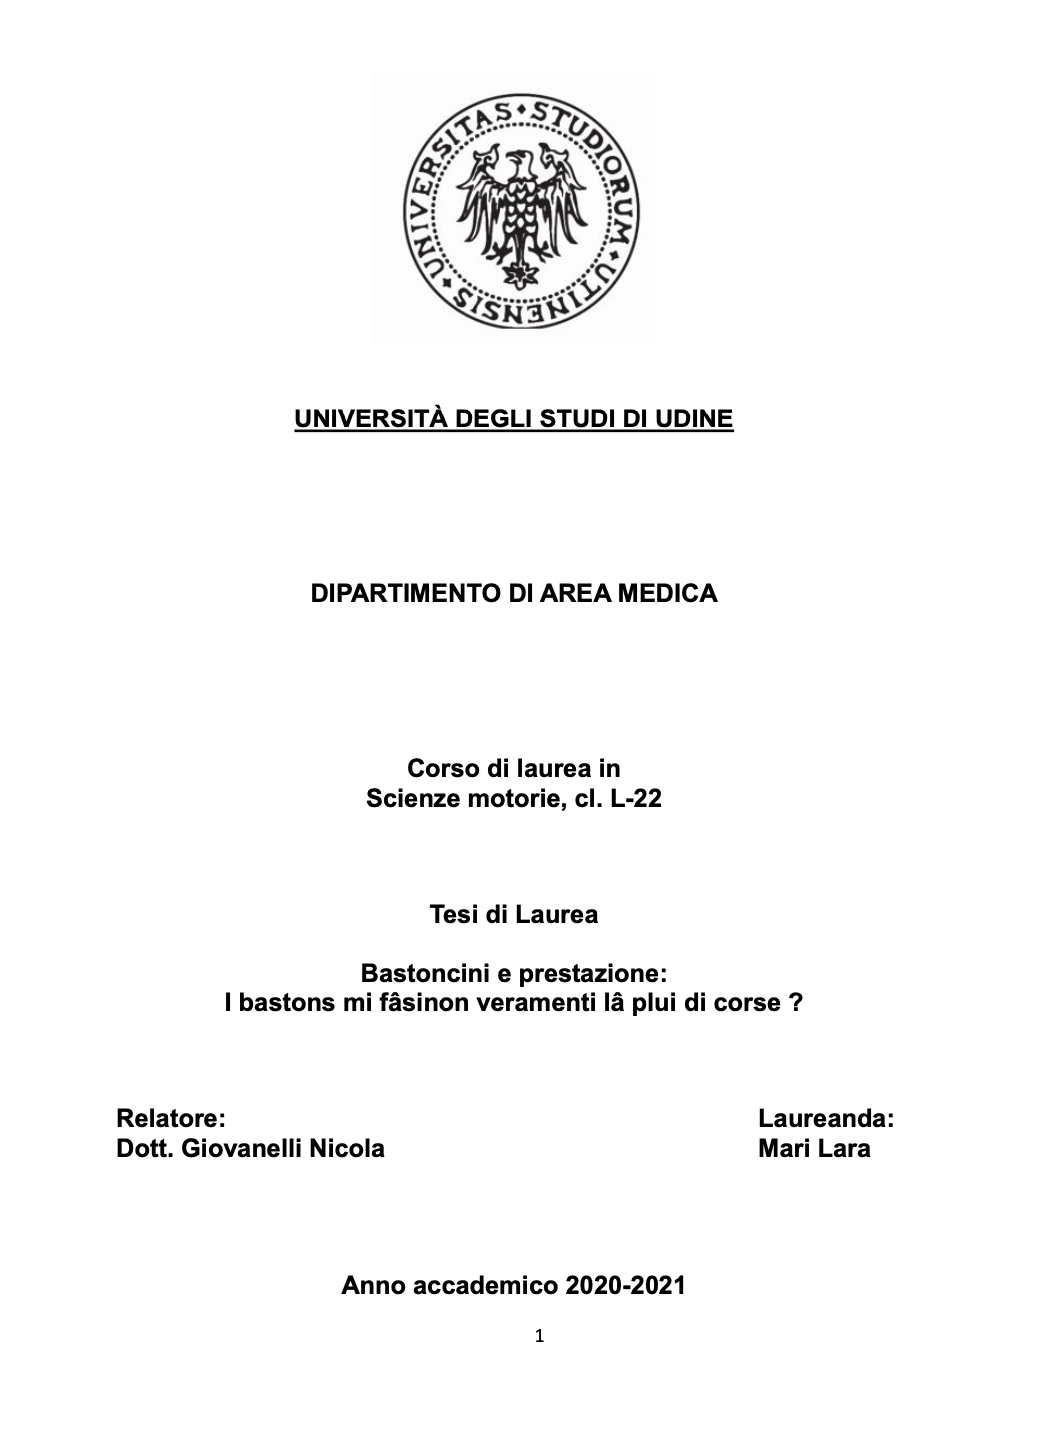 UNIVERSITAS STUDIORUM UTINENSIS
UNIVERSITÀ DEGLI STUDI DI UDINE
DIPARTIMENTO DI AREA MEDICA
Corso di laurea in
Scienze motorie, cl. L-22
Tesi di Laurea
Bastoncini e prestazione:
I bastons mi fâsinon veramenti lâ plui di corse ?
Relatore:
Dott. Giovanelli Nicola
Laureanda:
Mari Lara
Anno accademico 2020-2021
1